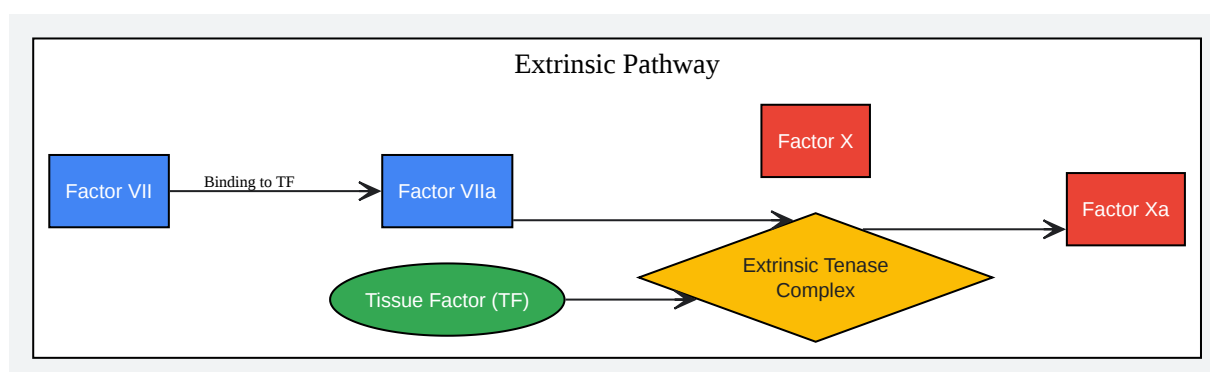 Extrinsic Pathway
Factor X
Factor VII
Binding to TF
Factor VIIa
Factor Xa
Extrinsic Tenase
Complex
Tissue Factor (TF)